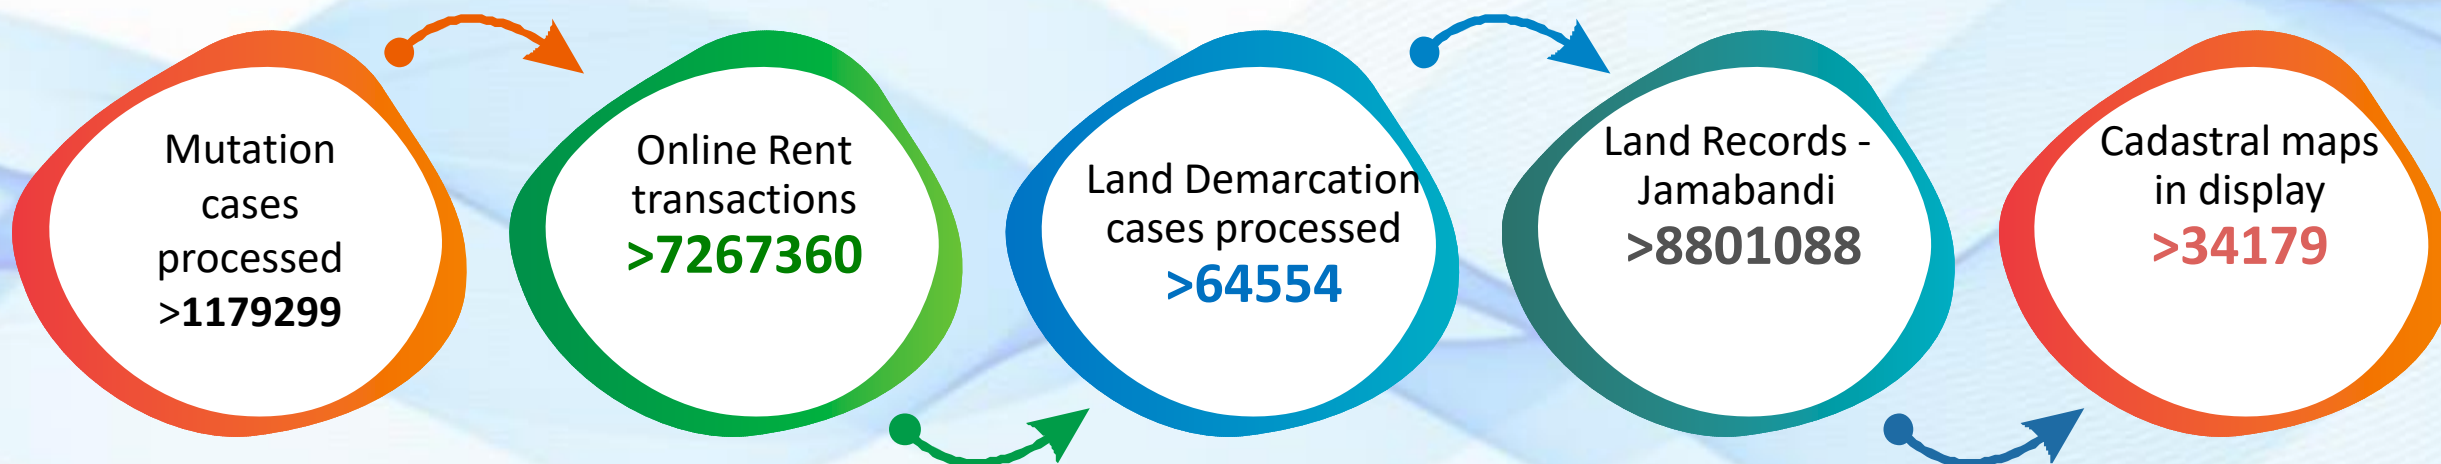 Mutation
cases
processed
>1179299
Online Rent
transactions
>7267360
Land Demarcation
cases processed
>64554
Land Records -
Jamabandi
>8801088
Cadastral maps
in display
>34179